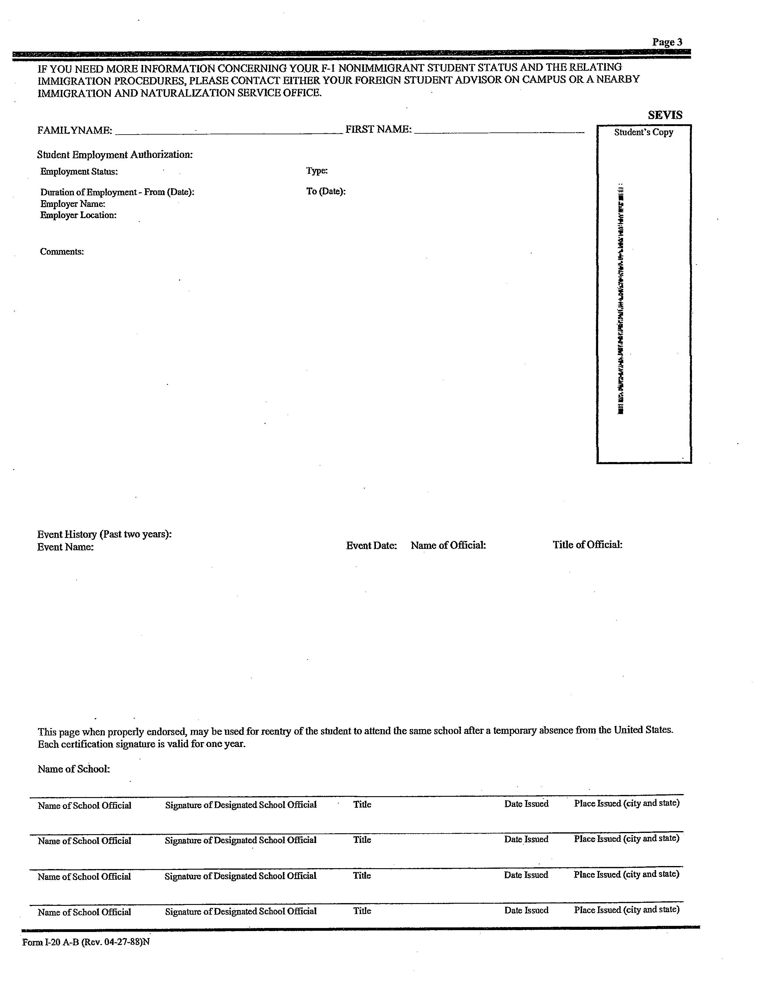 Page 3
IF YOU NEED MORE INFORMATION CONCERNING YOUR F-1 NONIMMIGRANT STUDENT STATUS AND THE RELATING
IMMIGRATION PROCEDURES, PLEASE CONTACT EITHER YOUR FOREIGN STUDENT ADVISOR ON CAMPUS OR A NEARBY
IMMIGRATION AND NATURALIZATION SERVICE OFFICE.
SEVIS
FAMILYNAME: FIRST NAME:
Student's Copy
Student Employment Authorization:
Employment Status: Type:
Duration of Employment - From (Date): To (Date):
Employer Name:
Employer Location:
Comments:
Event History (Past two years):
Event Name: Event Date: Name of Official: Title of Official:
This page when properly endorsed, may be used for reentry of the student to attend the same school after a temporary absence from the United States.
Each certification signature is valid for one year.
Name of School:
Name of School Official Signature of Designated School Official Title Date Issued Place Issued (city and state)
Name of School Official Signature of Designated School Official Title Date Issued Place Issued (city and state)
Name of School Official Signature of Designated School Official Title Date Issued Place Issued (city and state)
Name of School Official Signature of Designated School Official Title Date Issued Place Issued (city and state)
Form I-20 A-B (Rev. 04-27-88)N